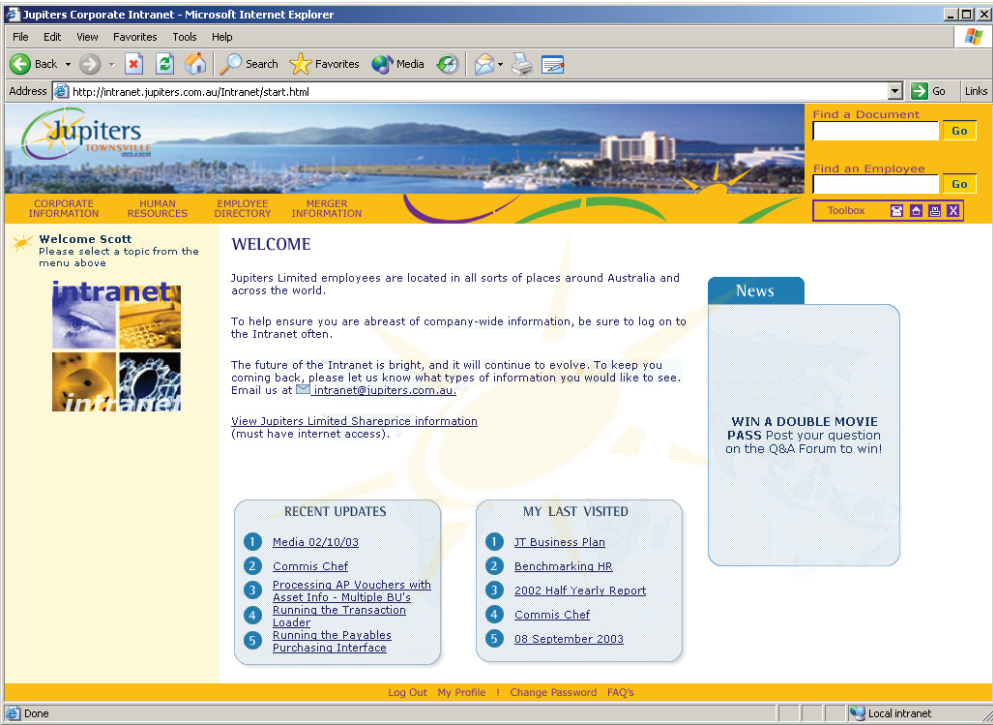 Jupiters Corporate Intranet - Microsoft Internet Explorer
File Edit View Favorites Tools Help
Back Search Favorites Media
Address http://intranet.jupiters.com.au/Intranet/start.html Go Links
Jupiters
TOWNSVILLE
Find a Document
Go
Find an Employee
Go
CORPORATE INFORMATION
HUMAN RESOURCES
EMPLOYEE DIRECTORY
MERGER INFORMATION
Toolbox
Welcome Scott
Please select a topic from the
menu above
intranet
intranet
WELCOME
Jupiters Limited employees are located in all sorts of places around Australia and
across the world.
To help ensure you are abreast of company-wide information, be sure to log on to
the Intranet often.
The future of the Intranet is bright, and it will continue to evolve. To keep you
coming back, please let us know what types of information you would like to see.
Email us at intranet@jupiters.com.au.
View Jupiters Limited Shareprice information
(must have internet access).
News
WIN A DOUBLE MOVIE
PASS Post your question
on the Q&A Forum to win!
RECENT UPDATES
1 Media 02/10/03
2 Commis Chef
3 Processing AP Vouchers with
Asset Info - Multiple BU's
4 Running the Transaction
Loader
5 Running the Payables
Purchasing Interface
MY LAST VISITED
1 JT Business Plan
2 Benchmarking HR
3 2002 Half Yearly Report
4 Commis Chef
5 08 September 2003
Log Out My Profile ! Change Password FAQ's
Done Local intranet